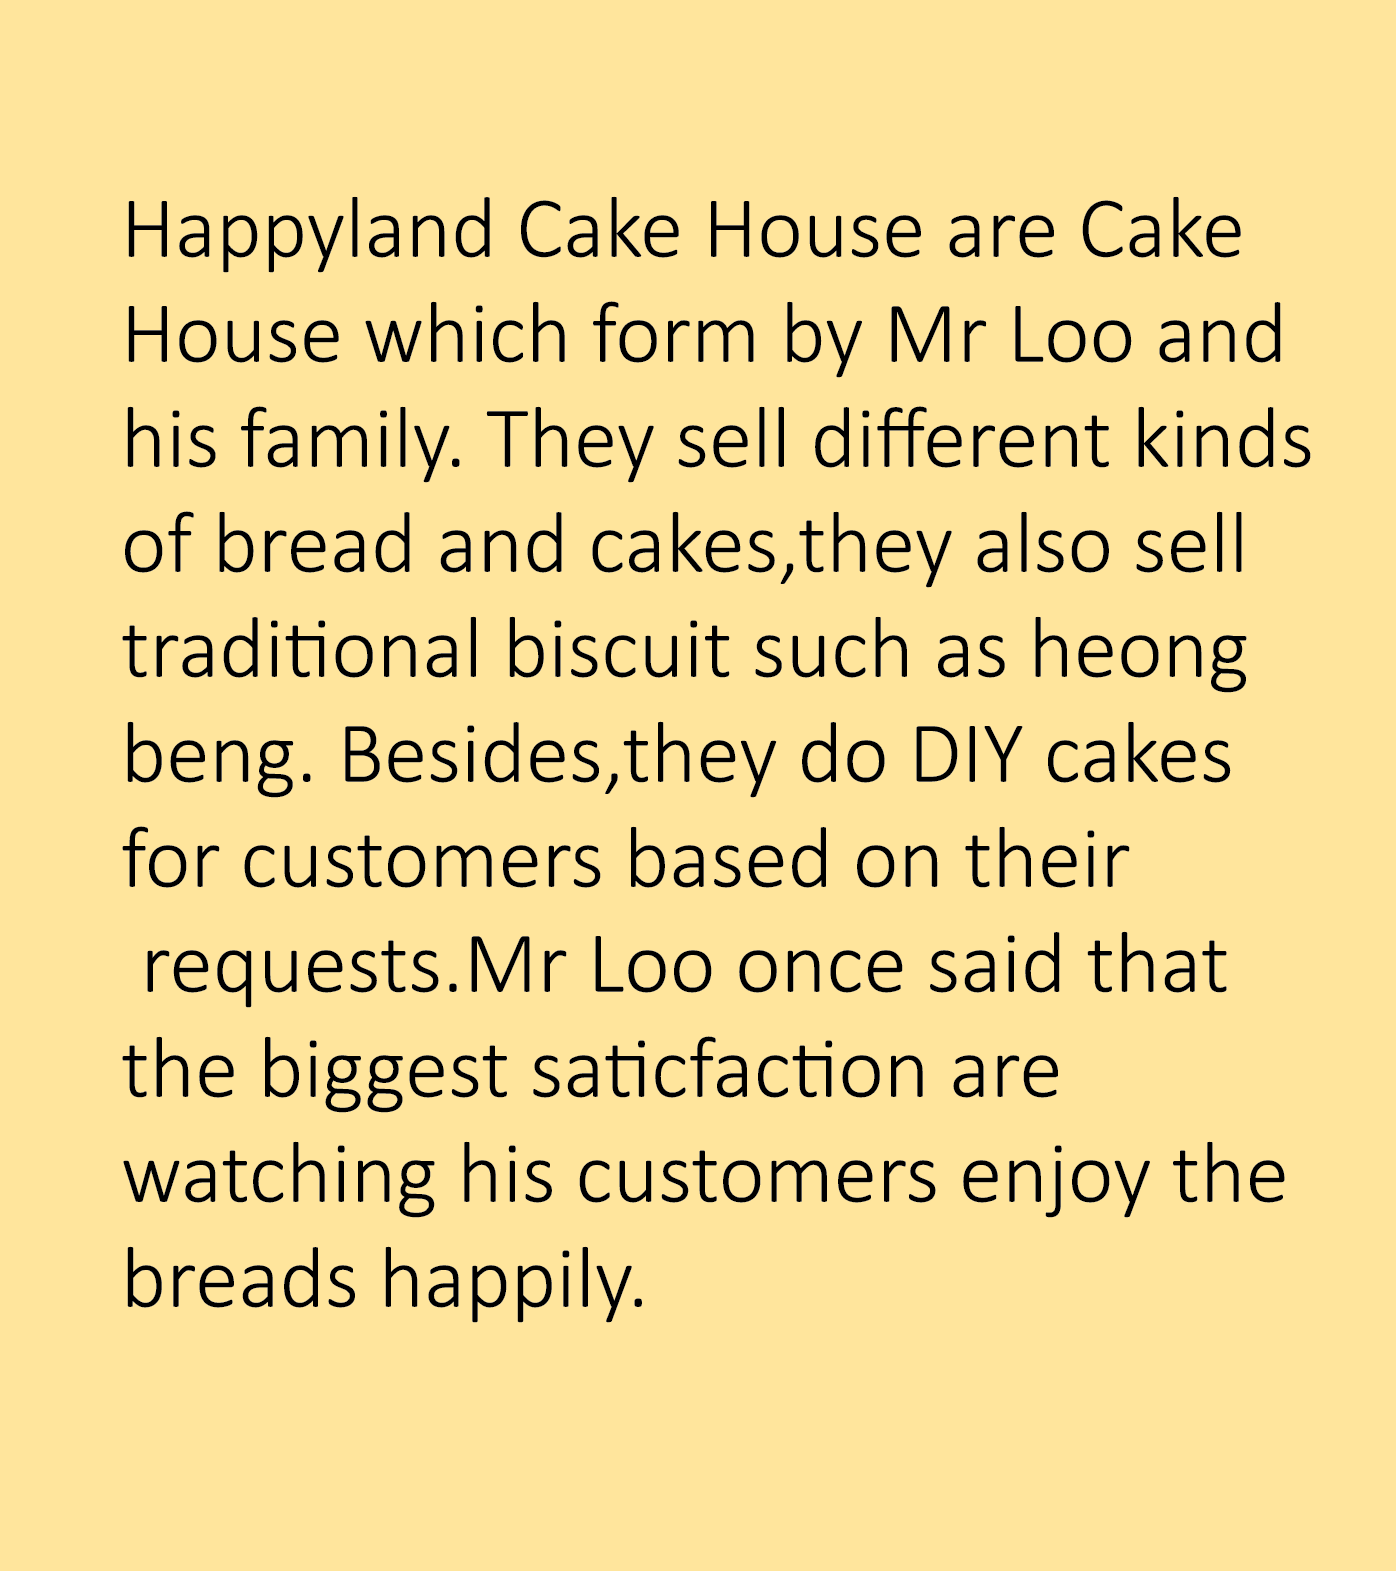 Happyland Cake House are Cake
House which form by Mr Loo and
his family. They sell different kinds
of bread and cakes,they also sell
traditional biscuit such as heong
beng. Besides,they do DIY cakes
for customers based on their
requests.Mr Loo once said that
the biggest saticfaction are
watching his customers enjoy the
breads happily.